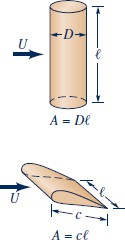 D
U
ℓ
A = Dℓ
U
ℓ
c
A = cℓ